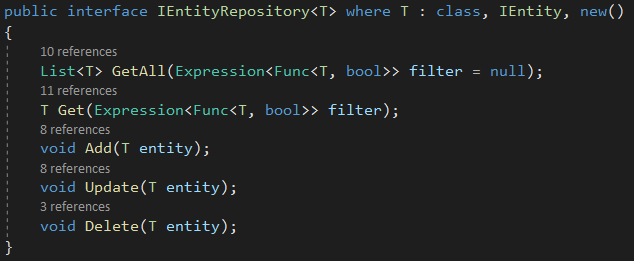 public interface IEntityRepository<T> where T : class, IEntity, new()
{
10 references
List<T> GetAll(Expression<Func<T, bool>> filter = null);
11 references
T Get(Expression<Func<T, bool>> filter);
8 references
void Add(T entity);
8 references
void Update(T entity);
3 references
void Delete(T entity);
}